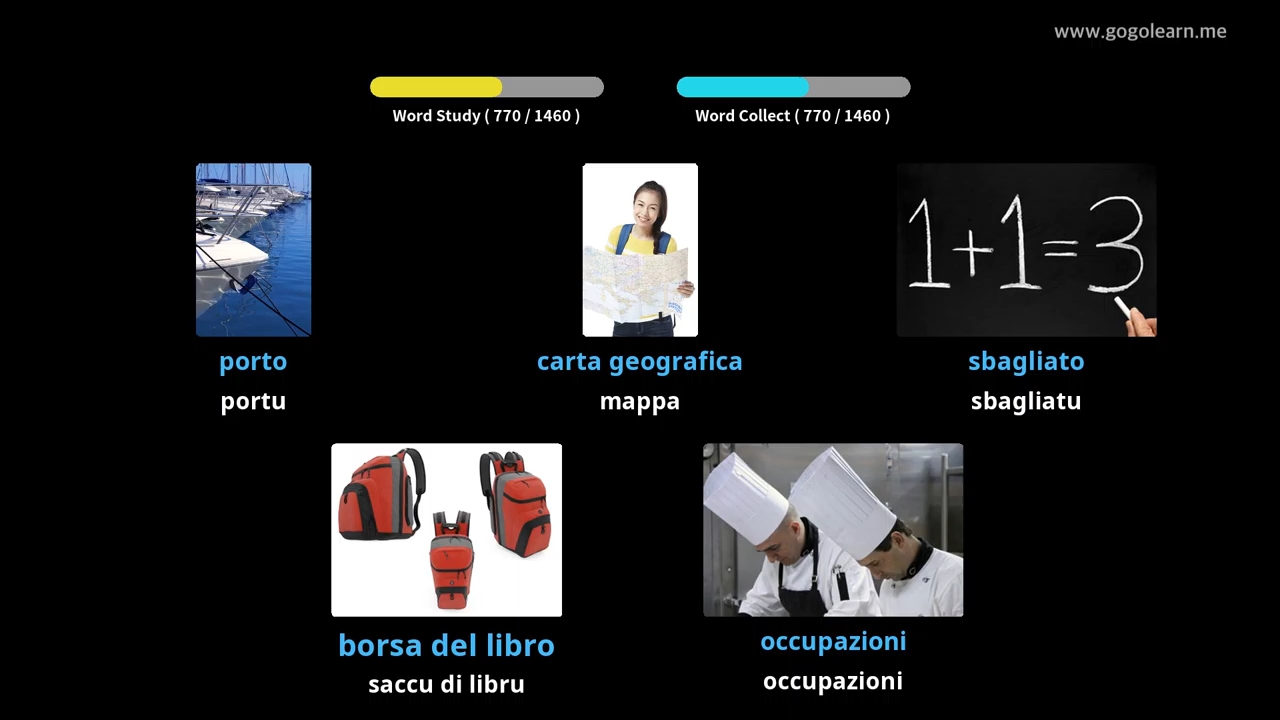 www.gogolearn.me
Word Study ( 770 / 1460 )
Word Collect ( 770 / 1460 )
1+1=3
porto
portu
carta geografica
mappa
sbagliato
sbagliatu
borsa del libro
saccu di libru
occupazioni
occupazioni